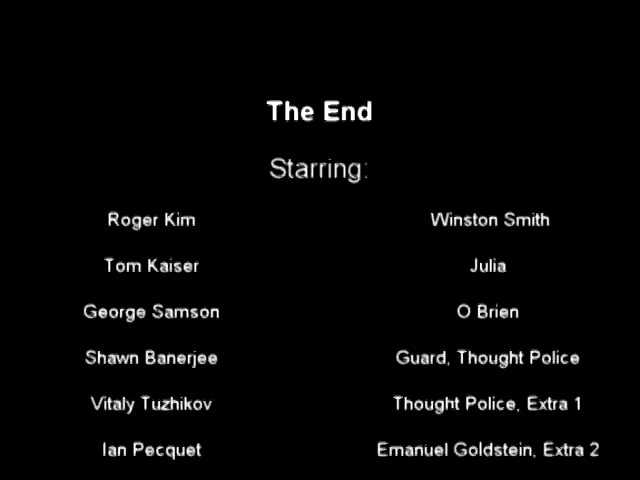 The End
Starring:
Roger Kim Winston Smith
Tom Kaiser Julia
George Samson O Brien
Shawn Banerjee Guard, Thought Police
Vitaly Tuzhikov Thought Police, Extra 1
Ian Pecquet Emanuel Goldstein, Extra 2